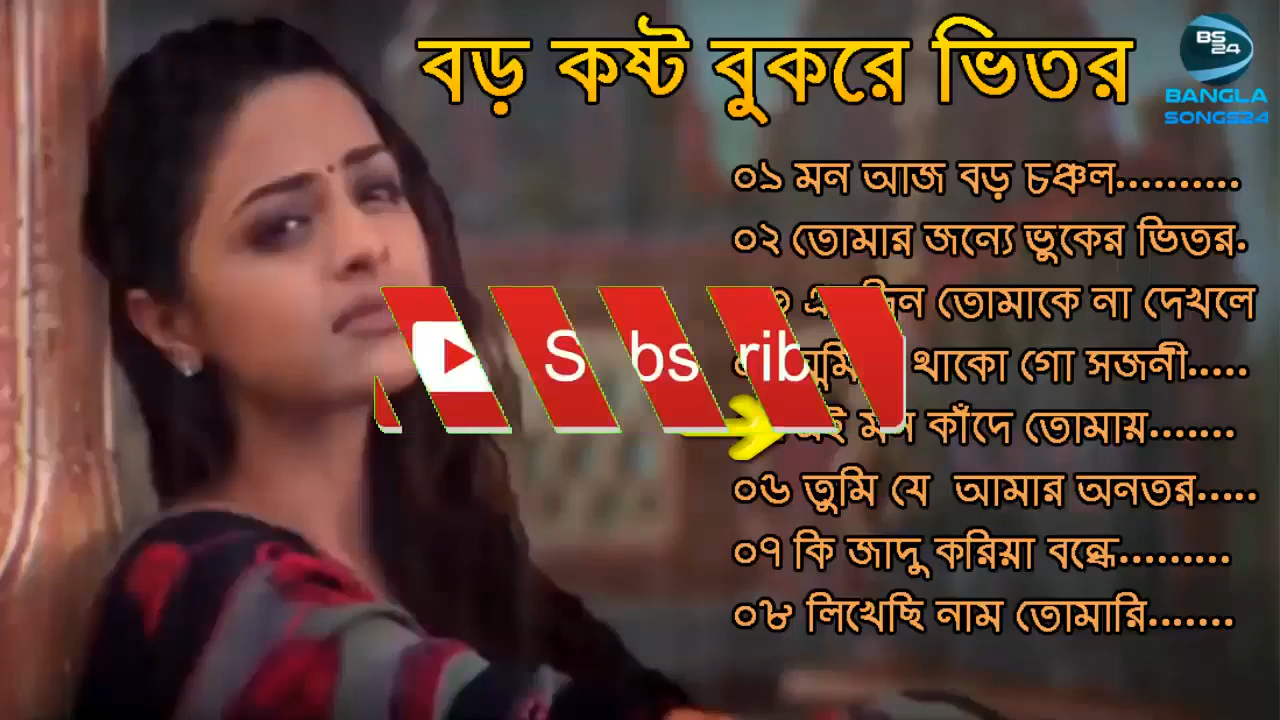 বড় কষ্ট বুকরে ভিতর
BS
24
BANGLA
SONGS24
০১ মন আজ বড় চঞ্চল..........
০২ তোমার জন্যে ভুকের ভিতর.
তোমাকে না দেখলে
থাকো গো সজনী.....
কাঁদে তোমায়.......
০৬ তুমি যে আমার অনতর.....
০৭ কি জাদু করিয়া বন্ধে.........
০৮ লিখেছি নাম তোমারি.......